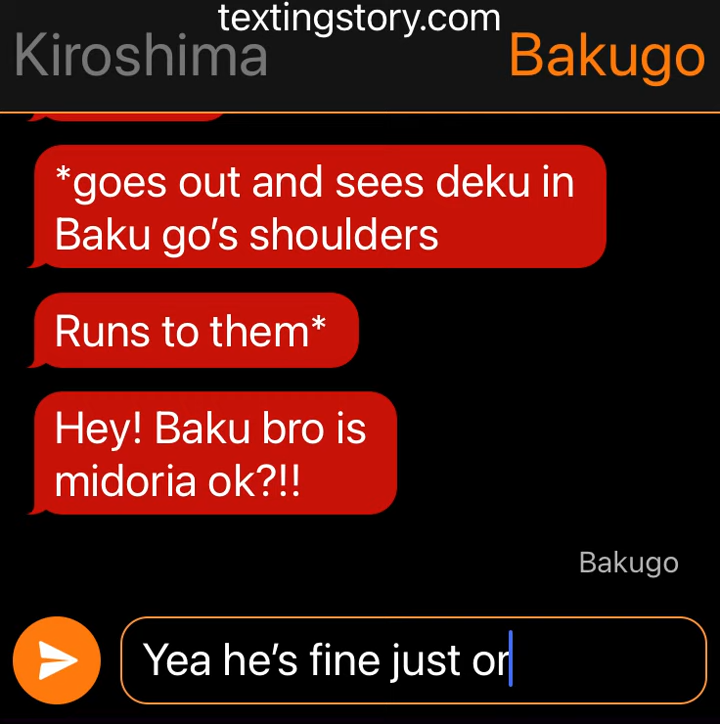 textingstory.com
Kiroshima
Bakugo
*goes out and sees deku in
Baku go’s shoulders
Runs to them*
Hey! Baku bro is
midoria ok?!!
Bakugo
Yea he’s fine just or